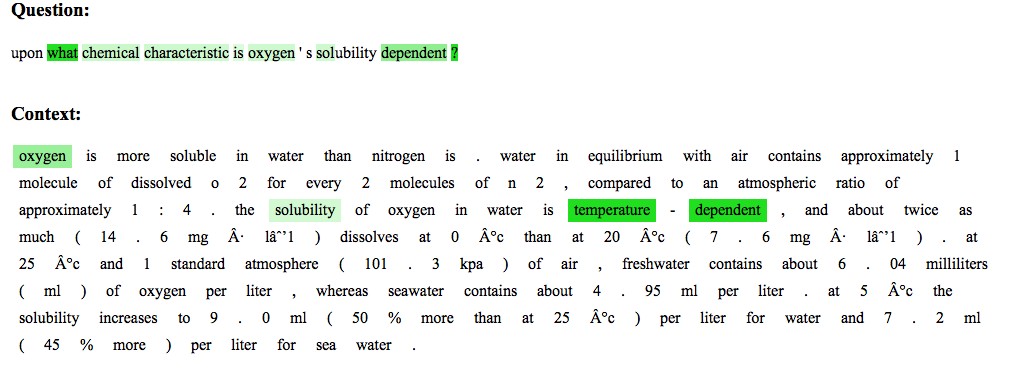 Question:
upon what chemical characteristic is oxygen ' s solubility dependent ?
Context:
oxygen is more soluble in water than nitrogen is . water in equilibrium with air contains approximately 1
molecule of dissolved o 2 for every 2 molecules of n 2 , compared to an atmospheric ratio of
approximately 1 : 4 . the solubility of oxygen in water is temperature - dependent , and about twice as
much ( 14 . 6 mg Â· lâˆ'1 ) dissolves at 0 Â°c than at 20 Â°c ( 7 . 6 mg Â· lâˆ'1 ) . at
25 Â°c and 1 standard atmosphere ( 101 . 3 kpa ) of air , freshwater contains about 6 . 04 milliliters
( ml ) of oxygen per liter , whereas seawater contains about 4 . 95 ml per liter . at 5 Â°c the
solubility increases to 9 . 0 ml ( 50 % more than at 25 Â°c ) per liter for water and 7 . 2 ml
( 45 % more ) per liter for sea water .